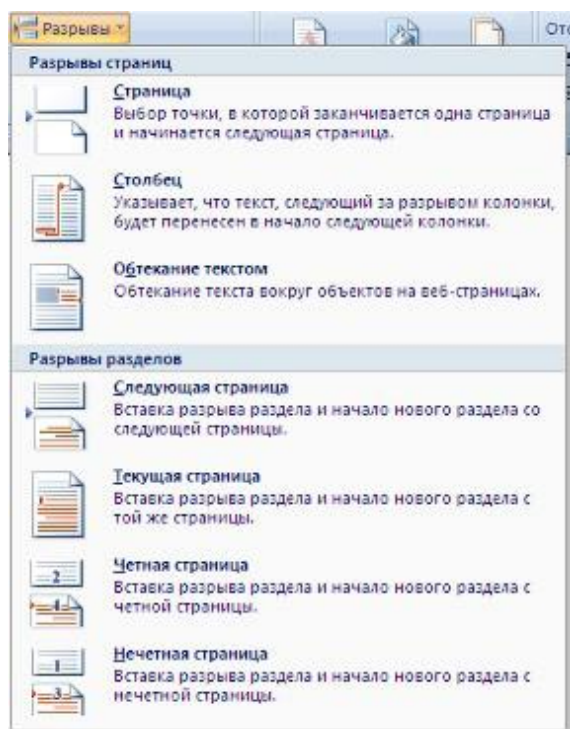 Разрывы
Отс
Разрывы страниц
Страница
Выбор точки, в которой заканчивается одна страница
и начинается следующая страница.
Столбец
Указывает, что текст, следующий за разрывом колонки,
будет перенесен в начало следующей колонки.
Обтекание текстом
Обтекание текста вокруг объектов на веб-страницах.
Разрывы разделов
Следующая страница
Вставка разрыва раздела и начало нового раздела со
следующей страницы.
Текущая страница
Вставка разрыва раздела и начало нового раздела с
той же страницы.
2
Четная страница
Вставка разрыва раздела и начало нового раздела с
4
четной страницы.
1
Нечетная страница
Вставка разрыва раздела и начало нового раздела с
3
нечетной страницы.